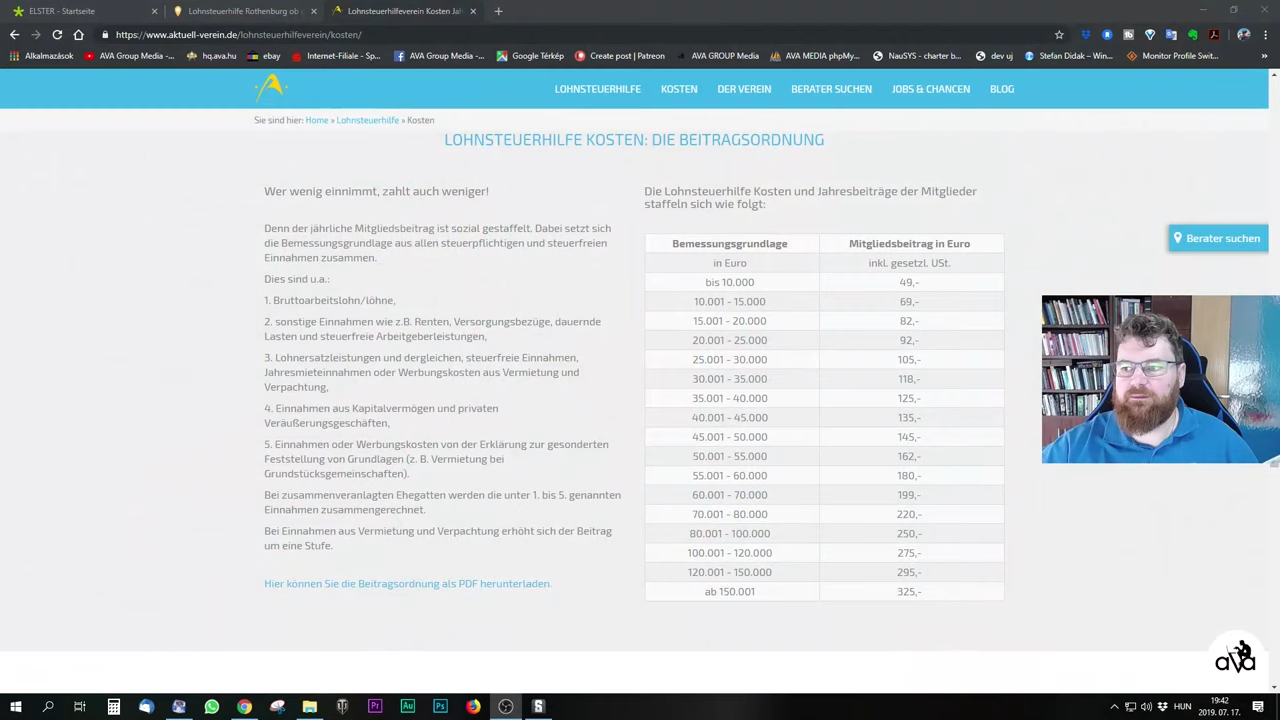 ELSTER - Startseite
Lohnsteuerhilfe Rothenburg ob
Lohnsteuerhilfeverein Kosten Jah
https://www.aktuell-verein.de/lohnsteuerhilfeverein/kosten/
Alkalmazások
AVA MEDIA -...
hq.ava.hu
ebay
Internet-Filiale - Sp...
AVA GROUP Media...
Google Térkép
Create post | Patreon
AVA GROUP Media
AVA MEDIA phpMy...
NauSYS - charter b...
dev uj
Stefan Didak – Win...
Monitor Profile Swit...
LOHNSTEUERHILFE
KOSTEN
DER VEREIN
BERATER SUCHEN
JOBS & CHANCEN
BLOG
Sie sind hier: Home » Lohnsteuerhilfe » Kosten
LOHNSTEUERHILFE KOSTEN: DIE BEITRAGSORDNUNG
Wer wenig einnimmt, zahlt auch weniger!
Denn der jährliche Mitgliedsbeitrag ist sozial gestaffelt. Dabei setzt sich
die Bemessungsgrundlage aus allen steuerpflichtigen und steuerfreien
Einnahmen zusammen.
Dies sind u.a.:
1. Bruttoarbeitslohn/löhne,
2. sonstige Einnahmen wie z.B. Renten, Versorgungsbezüge, dauernde
Lasten und steuerfreie Arbeitgeberleistungen,
3. Lohnersatzleistungen und dergleichen, steuerfreie Einnahmen,
Jahresmieteinnahmen oder Werbungskosten aus Vermietung und
Verpachtung,
4. Einnahmen aus Kapitalvermögen und privaten
Veräußerungsgeschäften,
5. Einnahmen oder Werbungskosten von der Erklärung zur gesonderten
Feststellung von Grundlagen (z. B. Vermietung bei
Grundstücksgemeinschaften).
Bei zusammenveranlagten Ehegatten werden die unter 1. bis 5. genannten
Einnahmen zusammengerechnet.
Bei Einnahmen aus Vermietung und Verpachtung erhöht sich der Beitrag
um eine Stufe.
Hier können Sie die Beitragsordnung als PDF herunterladen.
Die Lohnsteuerhilfe Kosten und Jahresbeiträge der Mitglieder
staffeln sich wie folgt:
Bemessungsgrundlage Mitgliedsbeitrag in Euro
in Euro inkl. gesetzl. USt.
bis 10.000 49,-
10.001 - 15.000 69,-
15.001 - 20.000 82,-
20.001 - 25.000 92,-
25.001 - 30.000 105,-
30.001 - 35.000 118,-
35.001 - 40.000 125,-
40.001 - 45.000 135,-
45.001 - 50.000 145,-
50.001 - 55.000 162,-
55.001 - 60.000 180,-
60.001 - 70.000 199,-
70.001 - 80.000 220,-
80.001 - 100.000 250,-
100.001 - 120.000 275,-
120.001 - 150.000 295,-
ab 150.001 325,-
Berater suchen
ava
Pr
Au
Ps
S
HUN
19:42
2019. 07. 17.